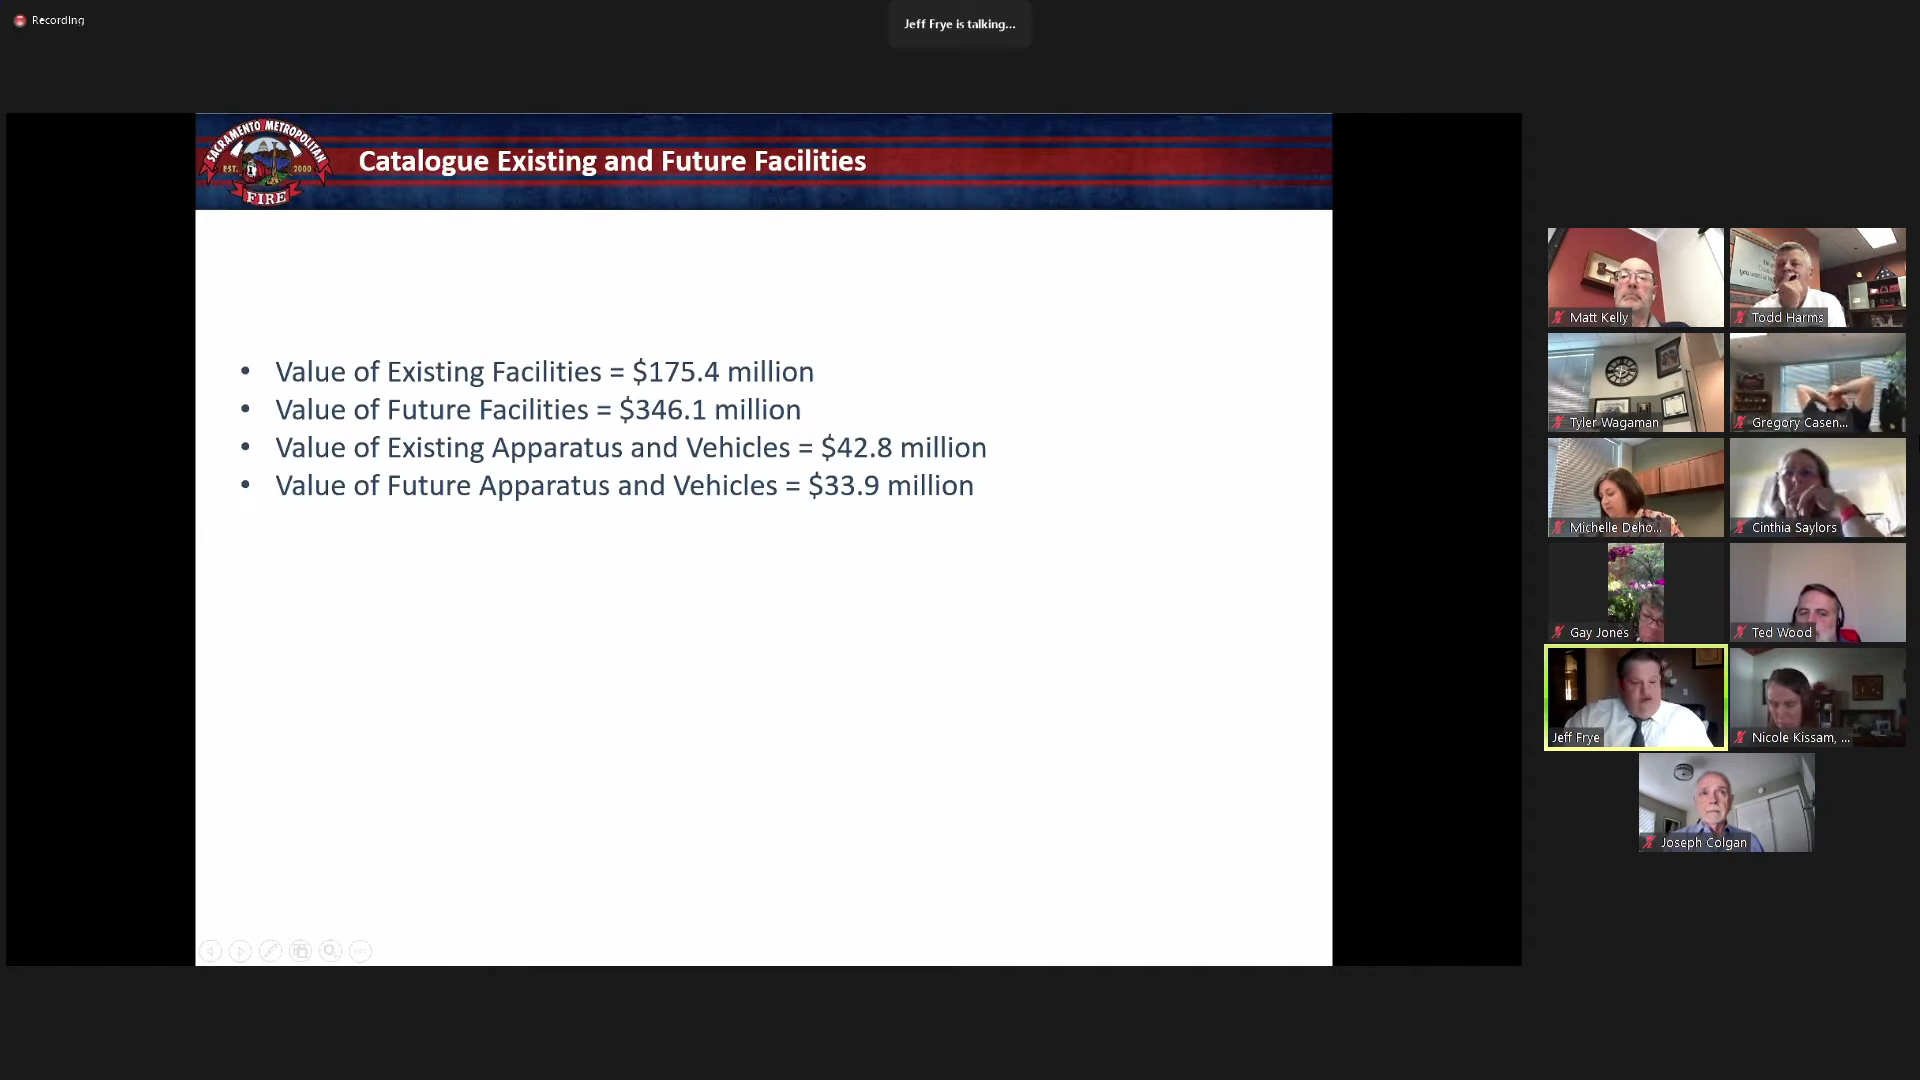 Recording
Jeff Frye is talking...
SACRAMENTO METROPOLITAN
EST. 2000
FIRE
Catalogue Existing and Future Facilities
• Value of Existing Facilities = $175.4 million
• Value of Future Facilities = $346.1 million
• Value of Existing Apparatus and Vehicles = $42.8 million
• Value of Future Apparatus and Vehicles = $33.9 million
Matt Kelly
Todd Harms
Tyler Wagaman
Gregory Casen...
Michelle Deho...
Cinthia Saylors
Gay Jones
Ted Wood
Jeff Frye
Nicole Kissam, ...
Joseph Colgan